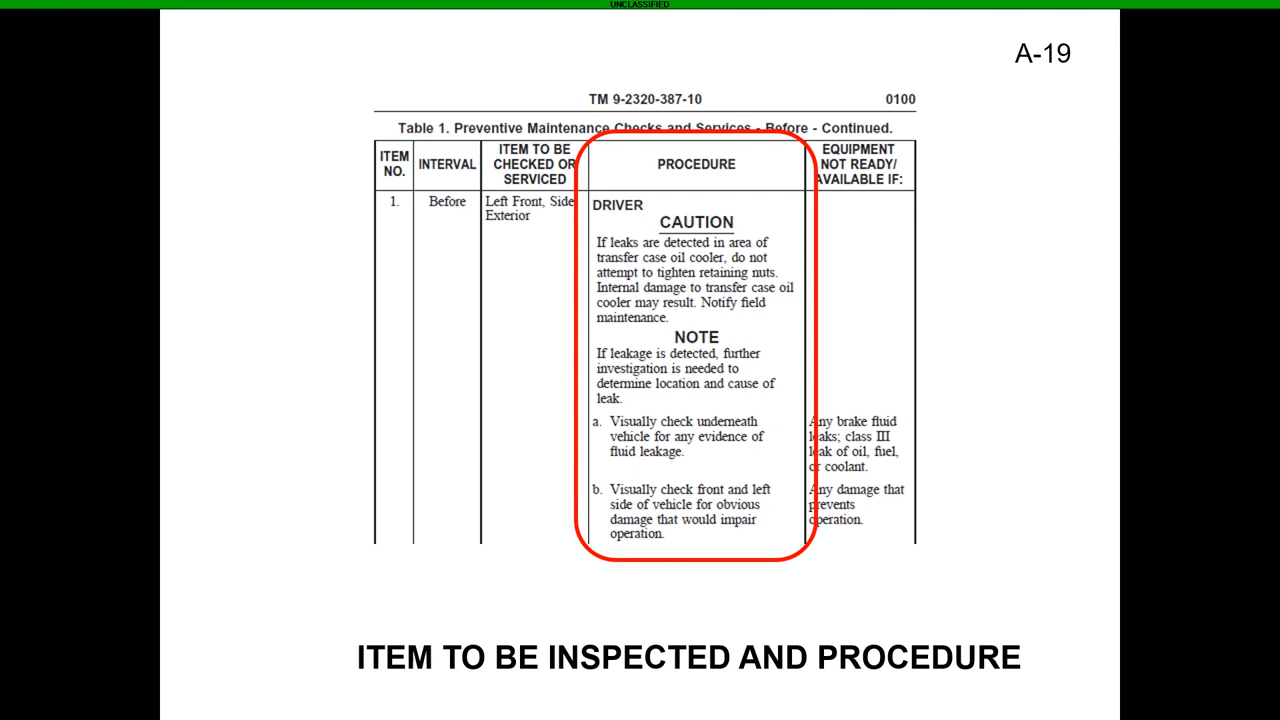 UNCLASSIFIED
A-19
TM 9-2320-387-10 0100
Table 1. Preventive Maintenance Checks and Services - Before - Continued.
ITEM NO.
INTERVAL
ITEM TO BE CHECKED OR SERVICED
PROCEDURE
EQUIPMENT NOT READY/ AVAILABLE IF:
1.
Before
Left Front, Side
Exterior
DRIVER
CAUTION
If leaks are detected in area of
transfer case oil cooler, do not
attempt to tighten retaining nuts.
Internal damage to transfer case oil
cooler may result. Notify field
maintenance.
NOTE
If leakage is detected, further
investigation is needed to
determine location and cause of
leak.
a. Visually check underneath
vehicle for any evidence of
fluid leakage.
Any brake fluid
leaks; class III
leak of oil, fuel,
or coolant.
b. Visually check front and left
side of vehicle for obvious
damage that would impair
operation.
Any damage that
prevents
operation.
ITEM TO BE INSPECTED AND PROCEDURE